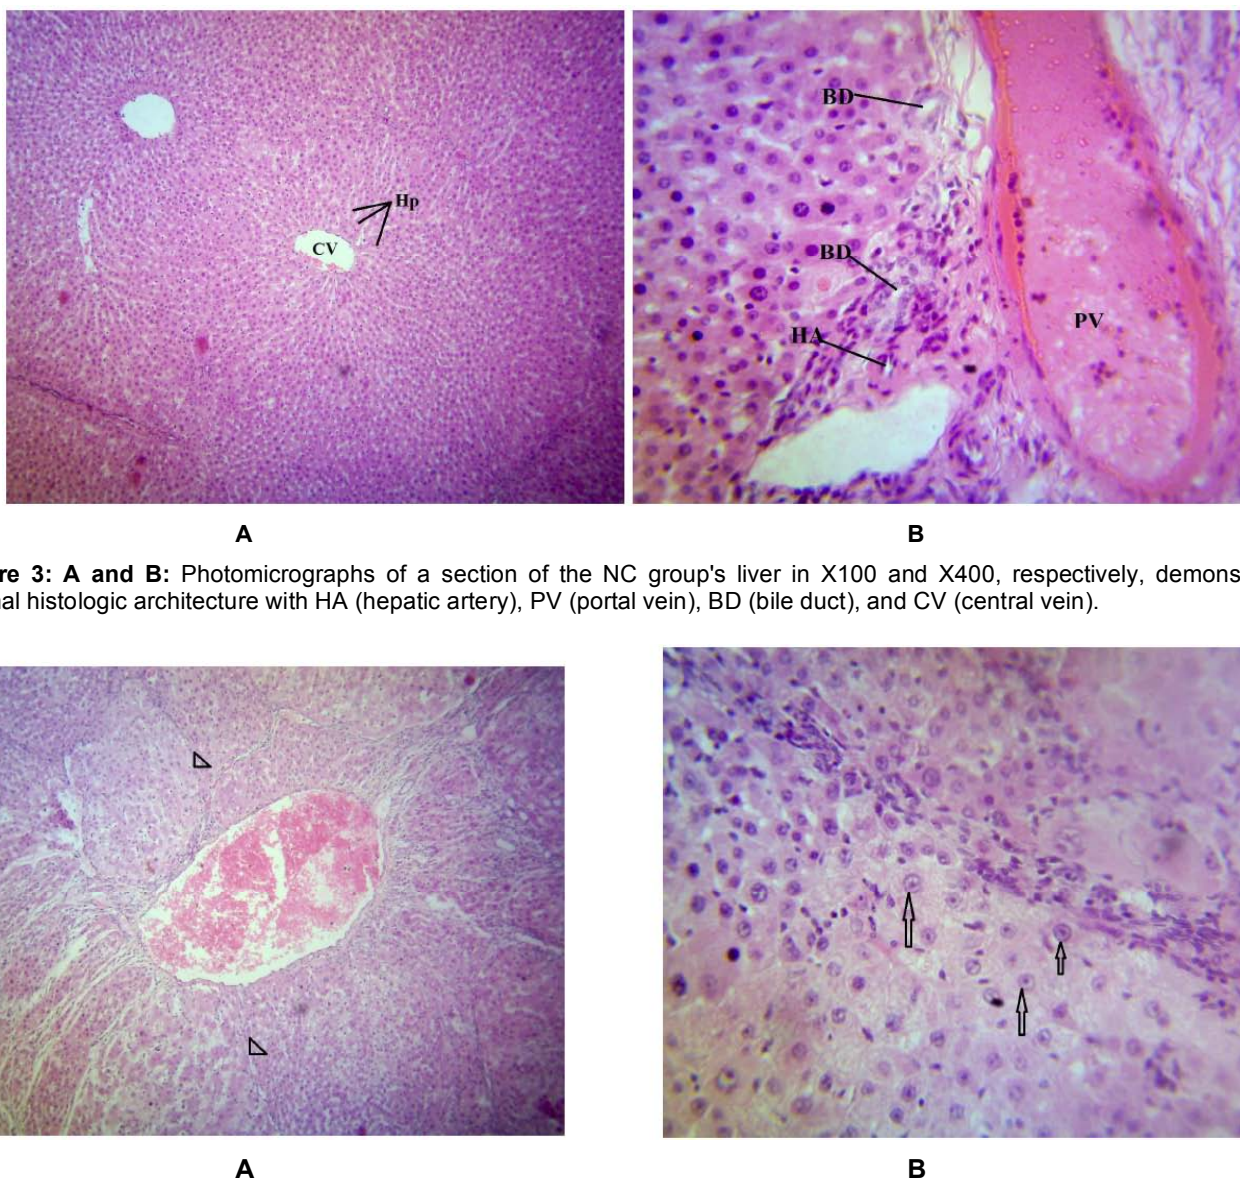 Hp
CV
BD
BD
HA
PV
A
B
re 3: A and B: Photomicrographs of a section of the NC group's liver in X100 and X400, respectively, demons
nal histologic architecture with HA (hepatic artery), PV (portal vein), BD (bile duct), and CV (central vein).
A
B